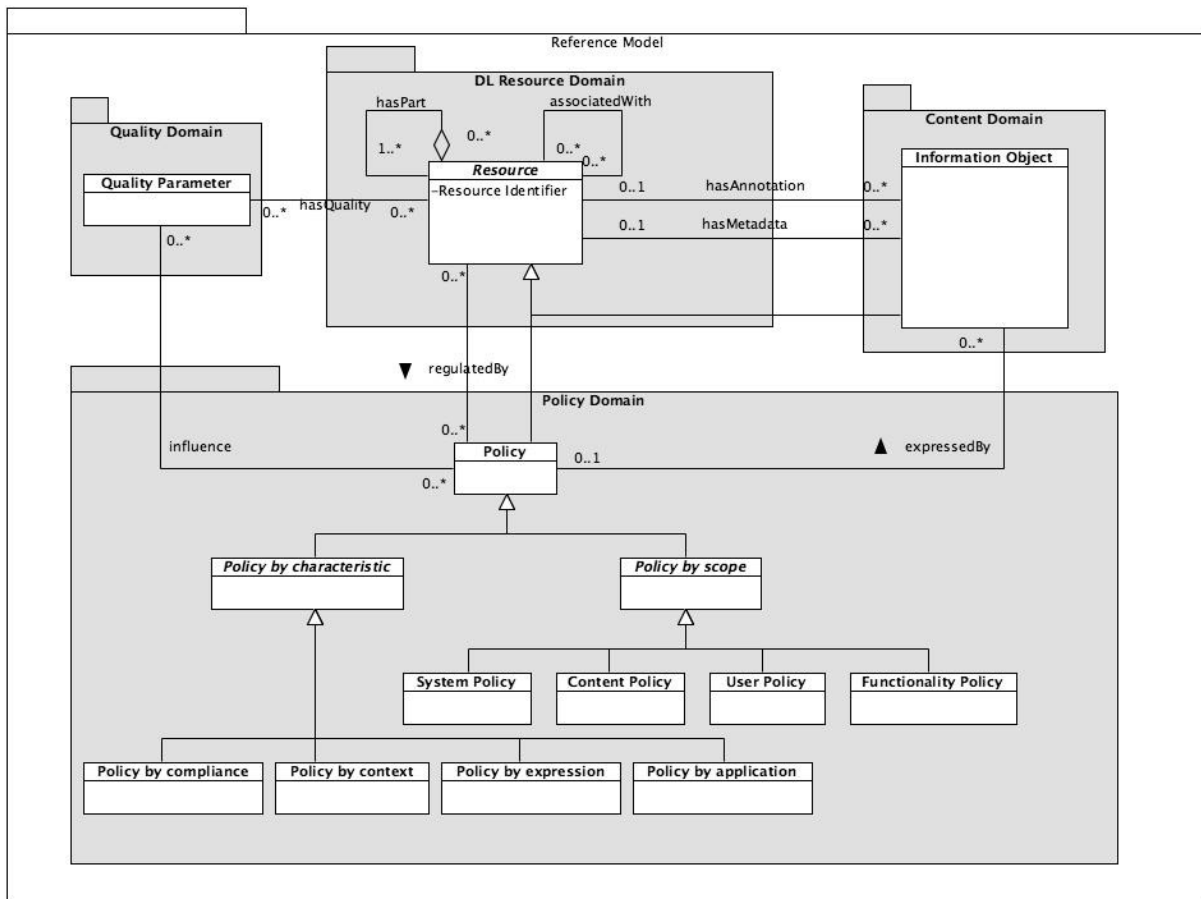 Reference Model
DL Resource Domain
hasPart
associatedWith
0..*
1..*
0..*
0..*
Quality Domain
Content Domain
Quality Parameter
Resource
Information Object
–Resource Identifier
0..1
hasAnnotation
0..*
0..*
hasQuality
0..*
0..1
hasMetadata
0..*
0..*
0..*
0..*
regulatedBy
Policy Domain
0..*
influence
Policy
0..1
expressedBy
0..*
Policy by characteristic
Policy by scope
System Policy
Content Policy
User Policy
Functionality Policy
Policy by compliance
Policy by context
Policy by expression
Policy by application